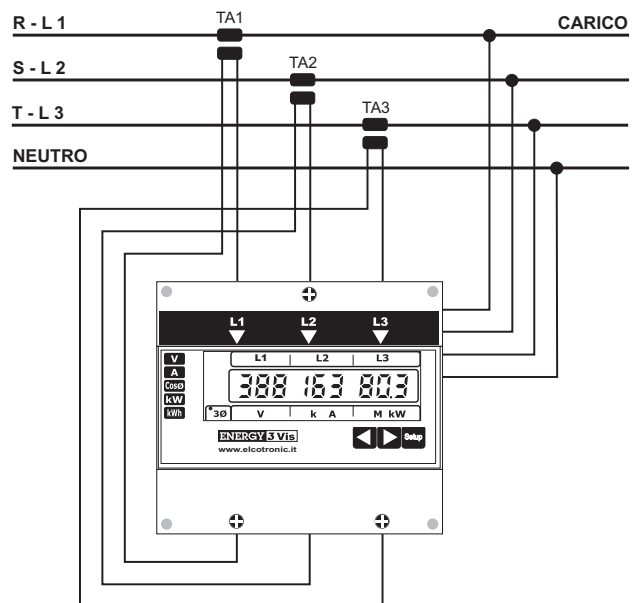 R - L 1 TA1 CARICO
S - L 2 TA2
T - L 3 TA3
NEUTRO
L1 L2 L3
V L1 L2 L3
A
Cosø 388 163 80.3
kW
kWh 3Ø V k A M kW
ENERGY 3 Vis Setup
www.elcotronic.it